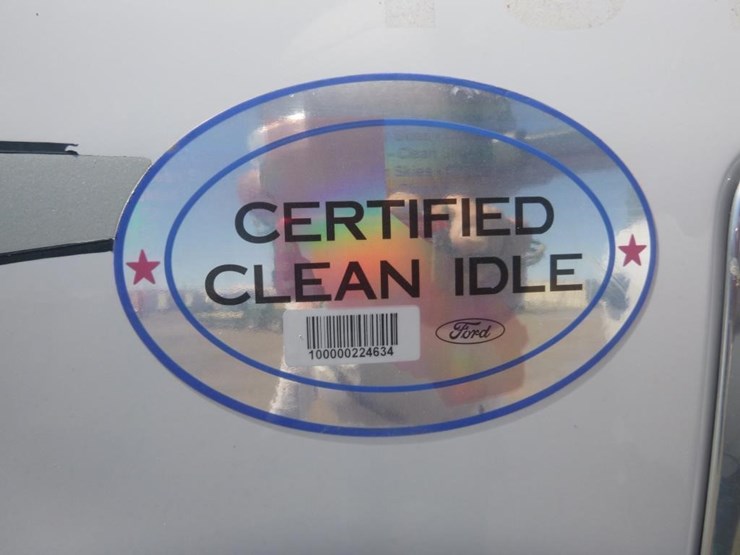 CERTIFIED
CLEAN IDLE
100000224634
Ford